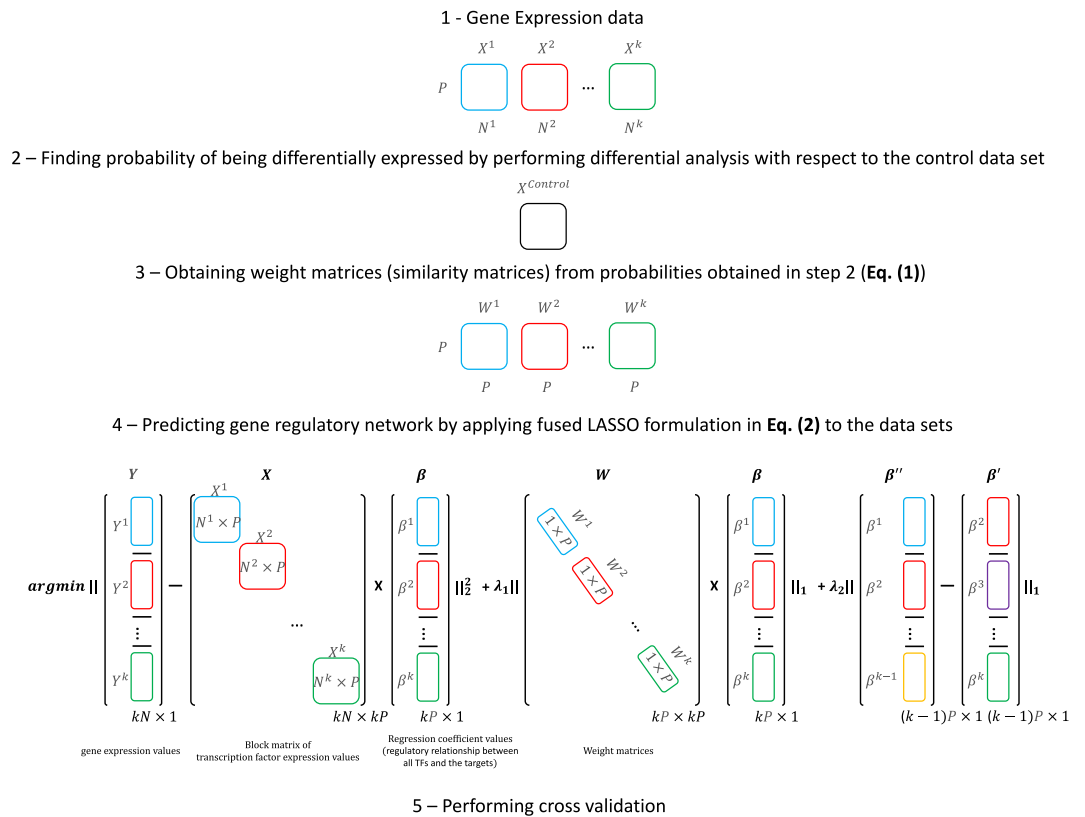 1 - Gene Expression data
X^1 X^2 X^k
P ...
N^1 N^2 N^k
2 – Finding probability of being differentially expressed by performing differential analysis with respect to the control data set
X^Control
3 – Obtaining weight matrices (similarity matrices) from probabilities obtained in step 2 (Eq. (1))
W^1 W^2 W^k
P ...
P P P
4 – Predicting gene regulatory network by applying fused LASSO formulation in Eq. (2) to the data sets
Y X β W β β′′ β′
X^1
Y^1 N^1 × P β^1 1 × P W^1 β^1 β^1 β^2
X^2
N^2 × P
argmin || Y^2 − x β^2 ||_2^2 + λ_1|| 1 × P W^2 x β^2 ||_1 + λ_2|| β^2 − β^3 ||_1
⋮ ... ⋮ ... ⋮ ⋮ ⋮
X^k
Y^k N^k × P β^k 1 × P W^k β^k β^{k−1} β^k
kN × 1 kN × kP kP × 1 kP × kP kP × 1 (k − 1)P × 1 (k − 1)P × 1
gene expression values
Block matrix of
transcription factor expression values
Regression coefficient values
(regulatory relationship between
all TFs and the targets)
Weight matrices
5 – Performing cross validation